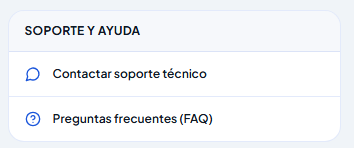 SOPORTE Y AYUDA
Contactar soporte técnico
Preguntas frecuentes (FAQ)